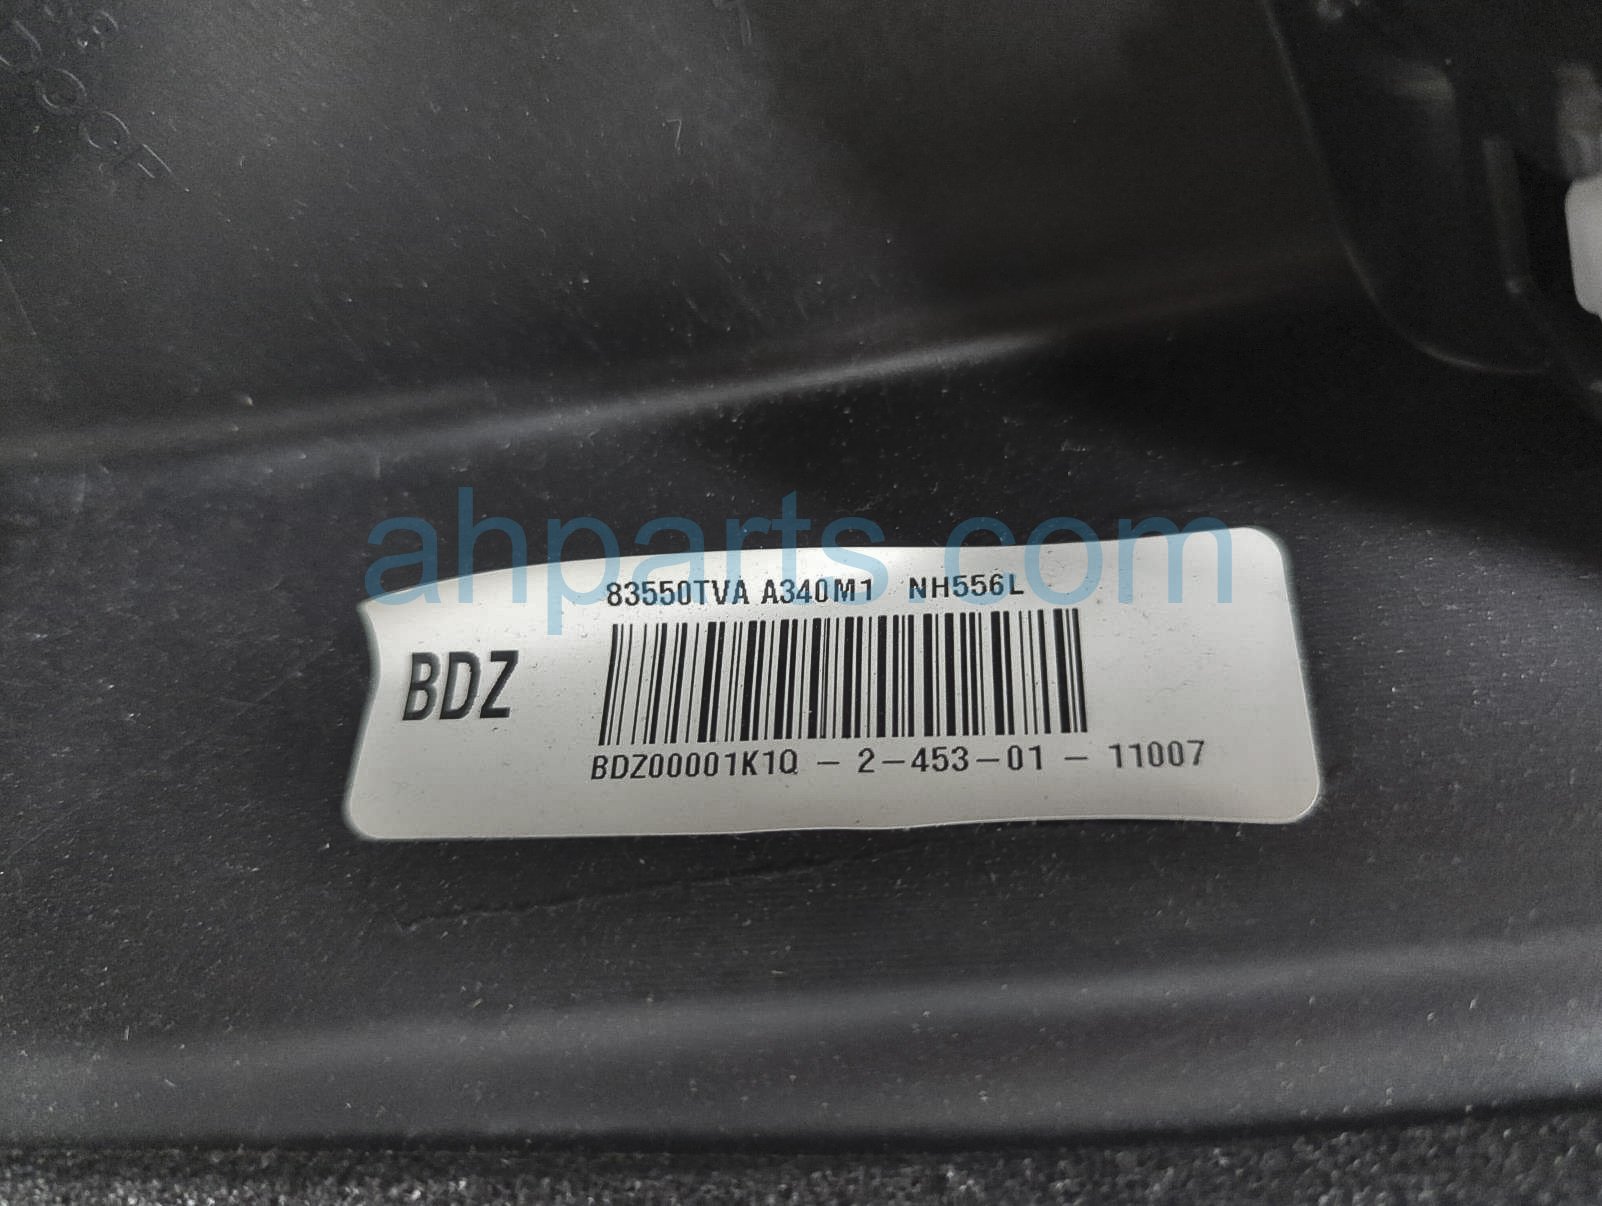 ahparts.com
83550TVA A340M1 NH556L
BDZ
BDZ00001K1Q - 2-453-01 - 11007